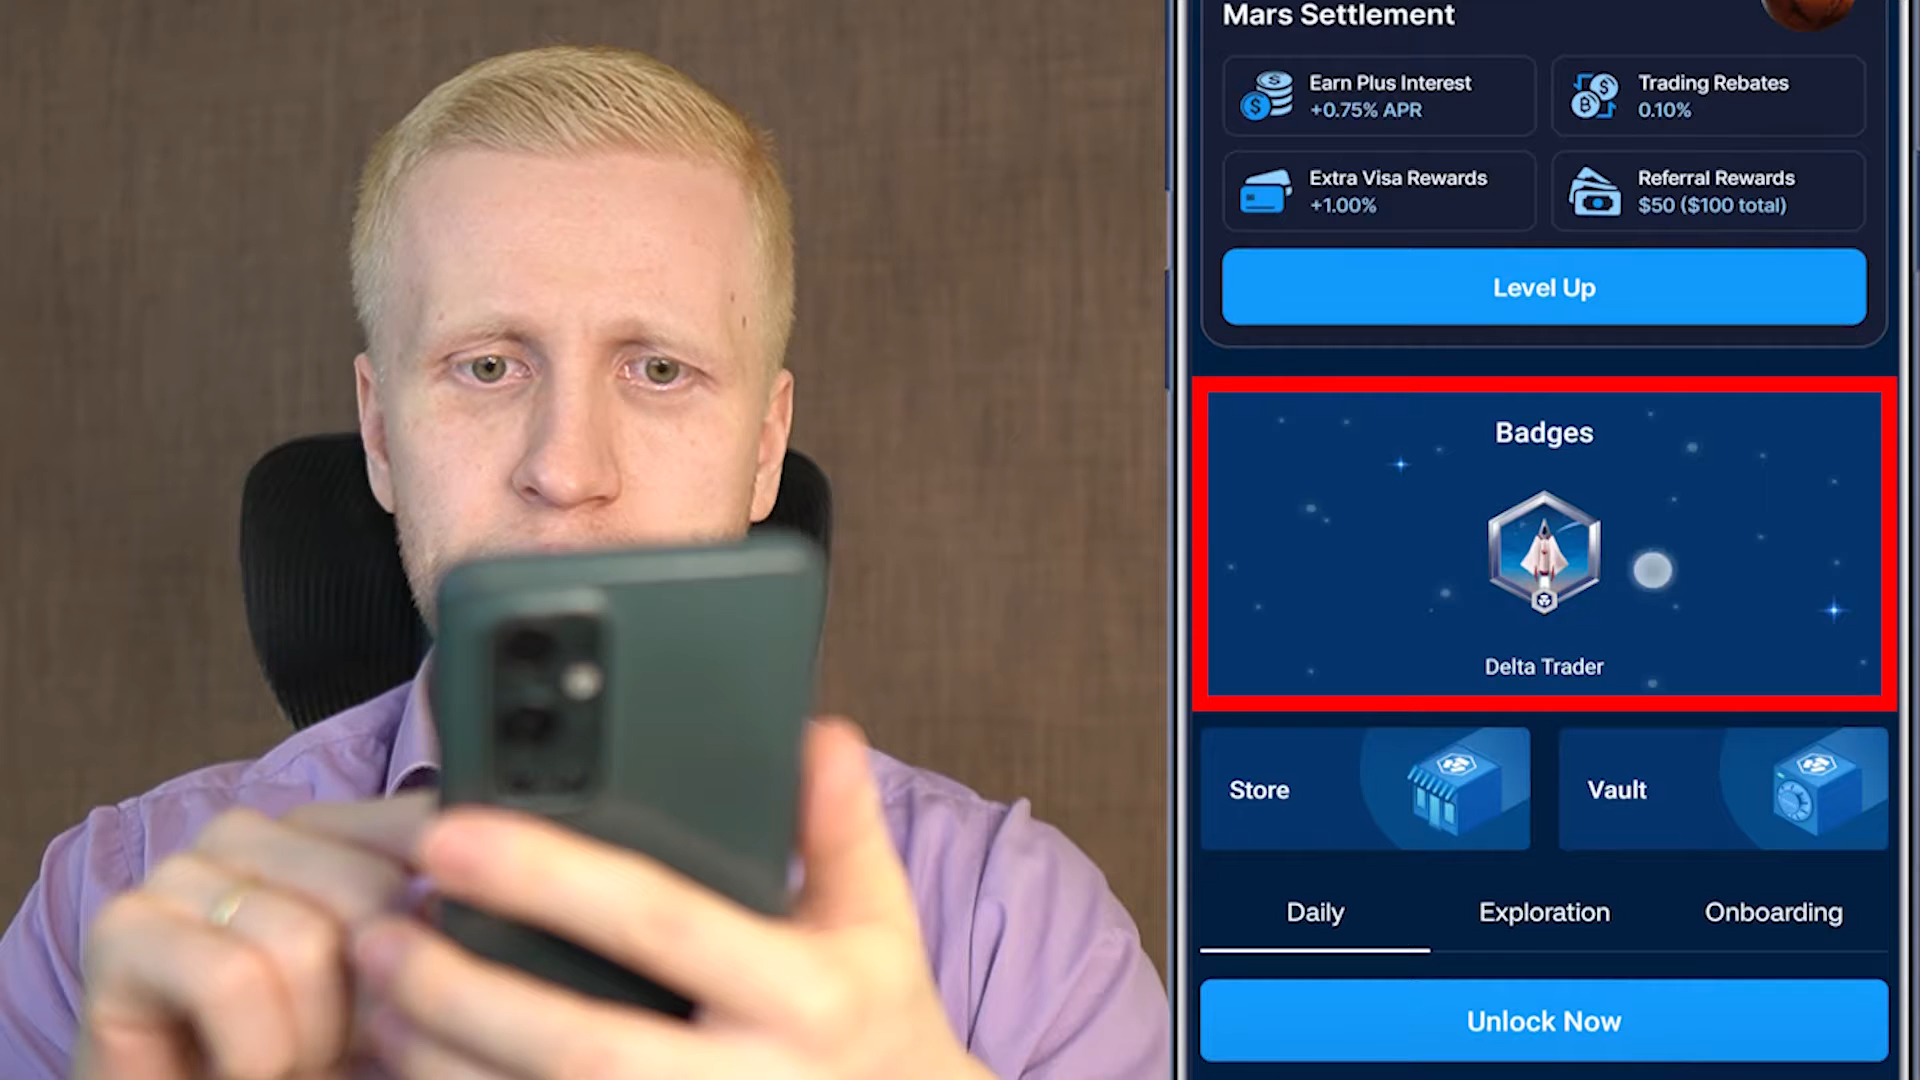 Mars Settlement
Earn Plus Interest
+0.75% APR
Trading Rebates
0.10%
Extra Visa Rewards
+1.00%
Referral Rewards
$50 ($100 total)
Level Up
Badges
Delta Trader
Store
Vault
Daily
Exploration
Onboarding
Unlock Now